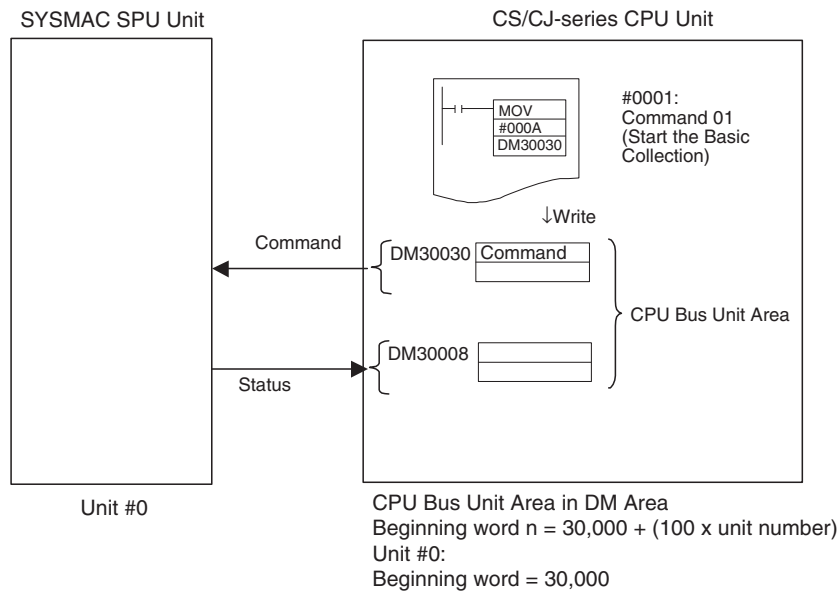 SYSMAC SPU Unit
CS/CJ-series CPU Unit
MOV
#000A
DM30030
#0001:
Command 01
(Start the Basic
Collection)
↓Write
Command
DM30030
Command
CPU Bus Unit Area
DM30008
Status
Unit #0
CPU Bus Unit Area in DM Area
Beginning word n = 30,000 + (100 x unit number)
Unit #0:
Beginning word = 30,000